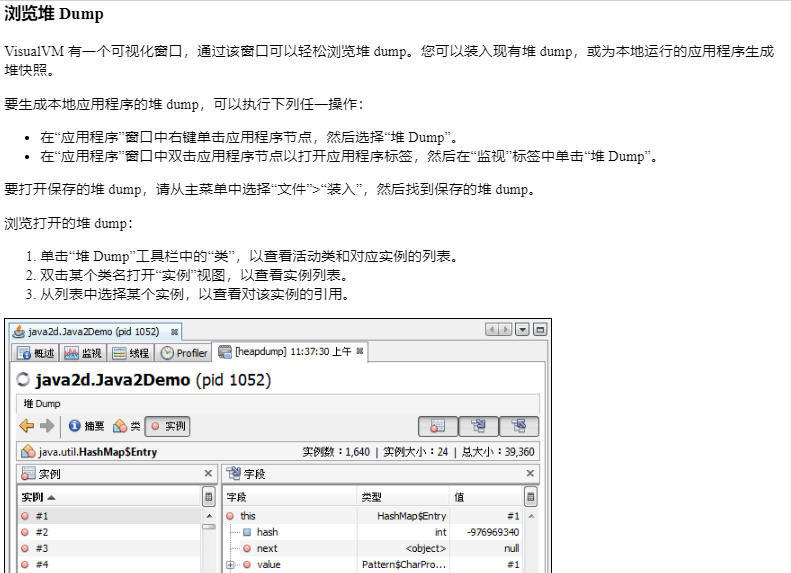 浏览堆 Dump
VisualVM 有一个可视化窗口，通过该窗口可以轻松浏览堆 dump。您可以装入现有堆 dump，或为本地运行的应用程序生成
堆快照。
要生成本地应用程序的堆 dump，可以执行下列任一操作：
• 在“应用程序”窗口中右键单击应用程序节点，然后选择“堆 Dump”。
• 在“应用程序”窗口中双击应用程序节点以打开应用程序标签，然后在“监视”标签中单击“堆 Dump”。
要打开保存的堆 dump，请从主菜单中选择“文件”>“装入”，然后找到保存的堆 dump。
浏览打开的堆 dump：
1. 单击“堆 Dump”工具栏中的“类”，以查看活动类和对应实例的列表。
2. 双击某个类名打开“实例”视图，以查看实例列表。
3. 从列表中选择某个实例，以查看对该实例的引用。
java2d.Java2Demo (pid 1052)
概述 监视 线程 Profiler [heapdump] 11:37:30 上午
java2d.Java2Demo (pid 1052)
堆 Dump
摘要 类 实例
java.util.HashMap$Entry 实例数：1,640 | 实例大小：24 | 总大小：39,360
实例 字段
实例 字段 类型 值
#1 this HashMap$Entry #1
#2 hash int -976969340
#3 next <object> null
#4 value Pattern$CharPro... #1